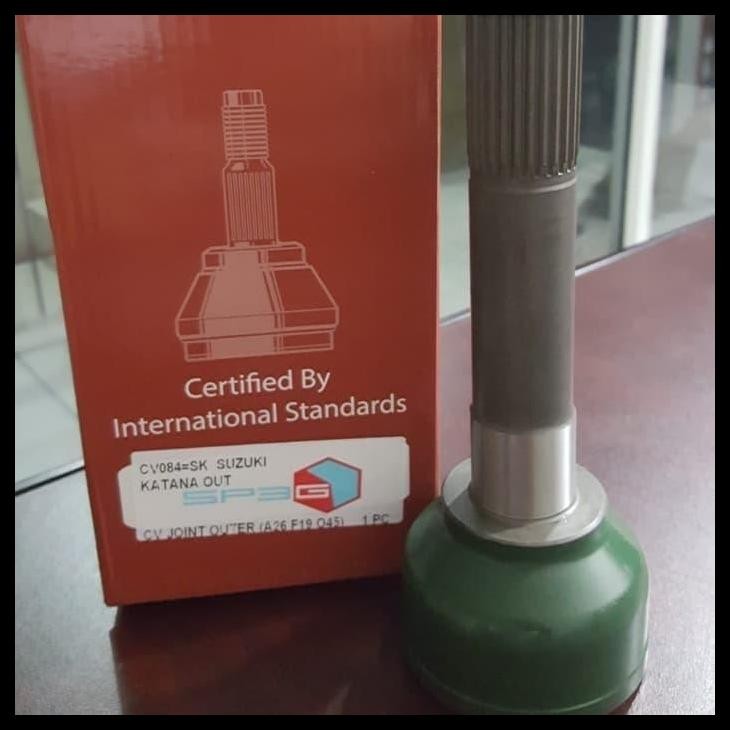 Certified By
International Standards
CV084=SK SUZUKI
KATANA OUT
SP3G
CV JOINT OUTER (A26 F19 O45) 1 PC